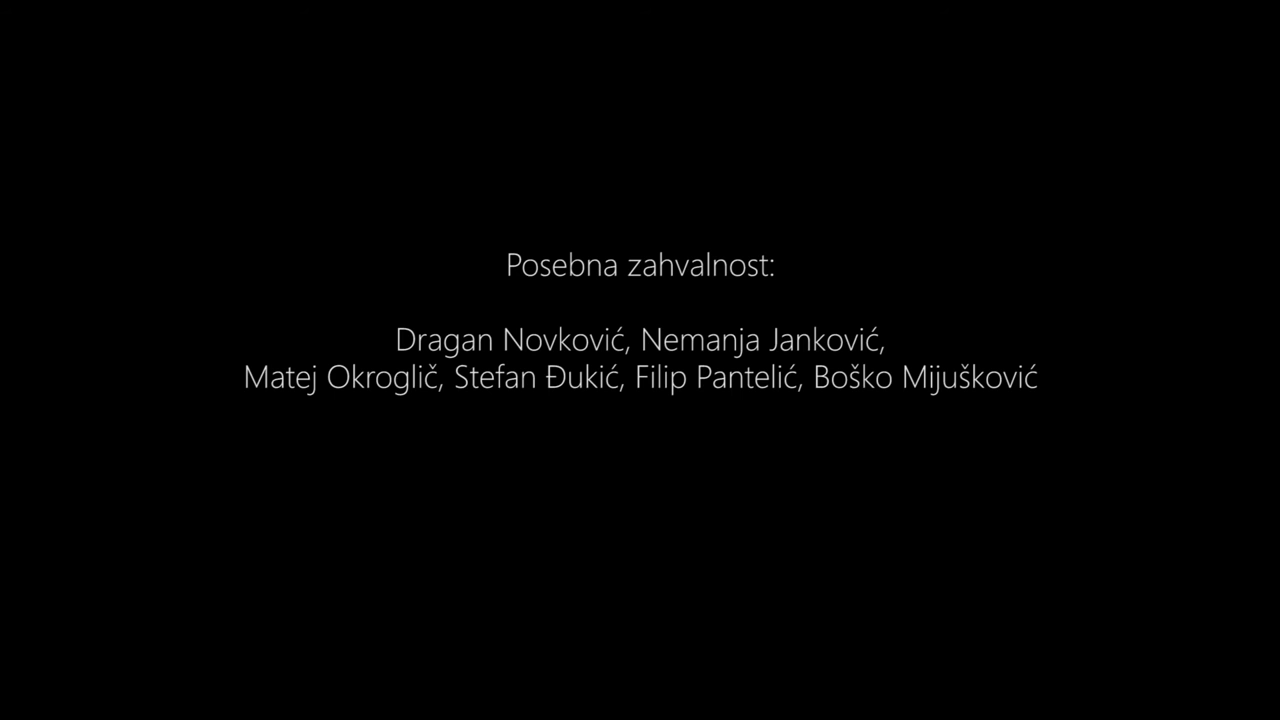 Posebna zahvalnost:
Dragan Novković, Nemanja Janković,
Matej Okroglič, Stefan Đukić, Filip Pantelić, Boško Mijušković